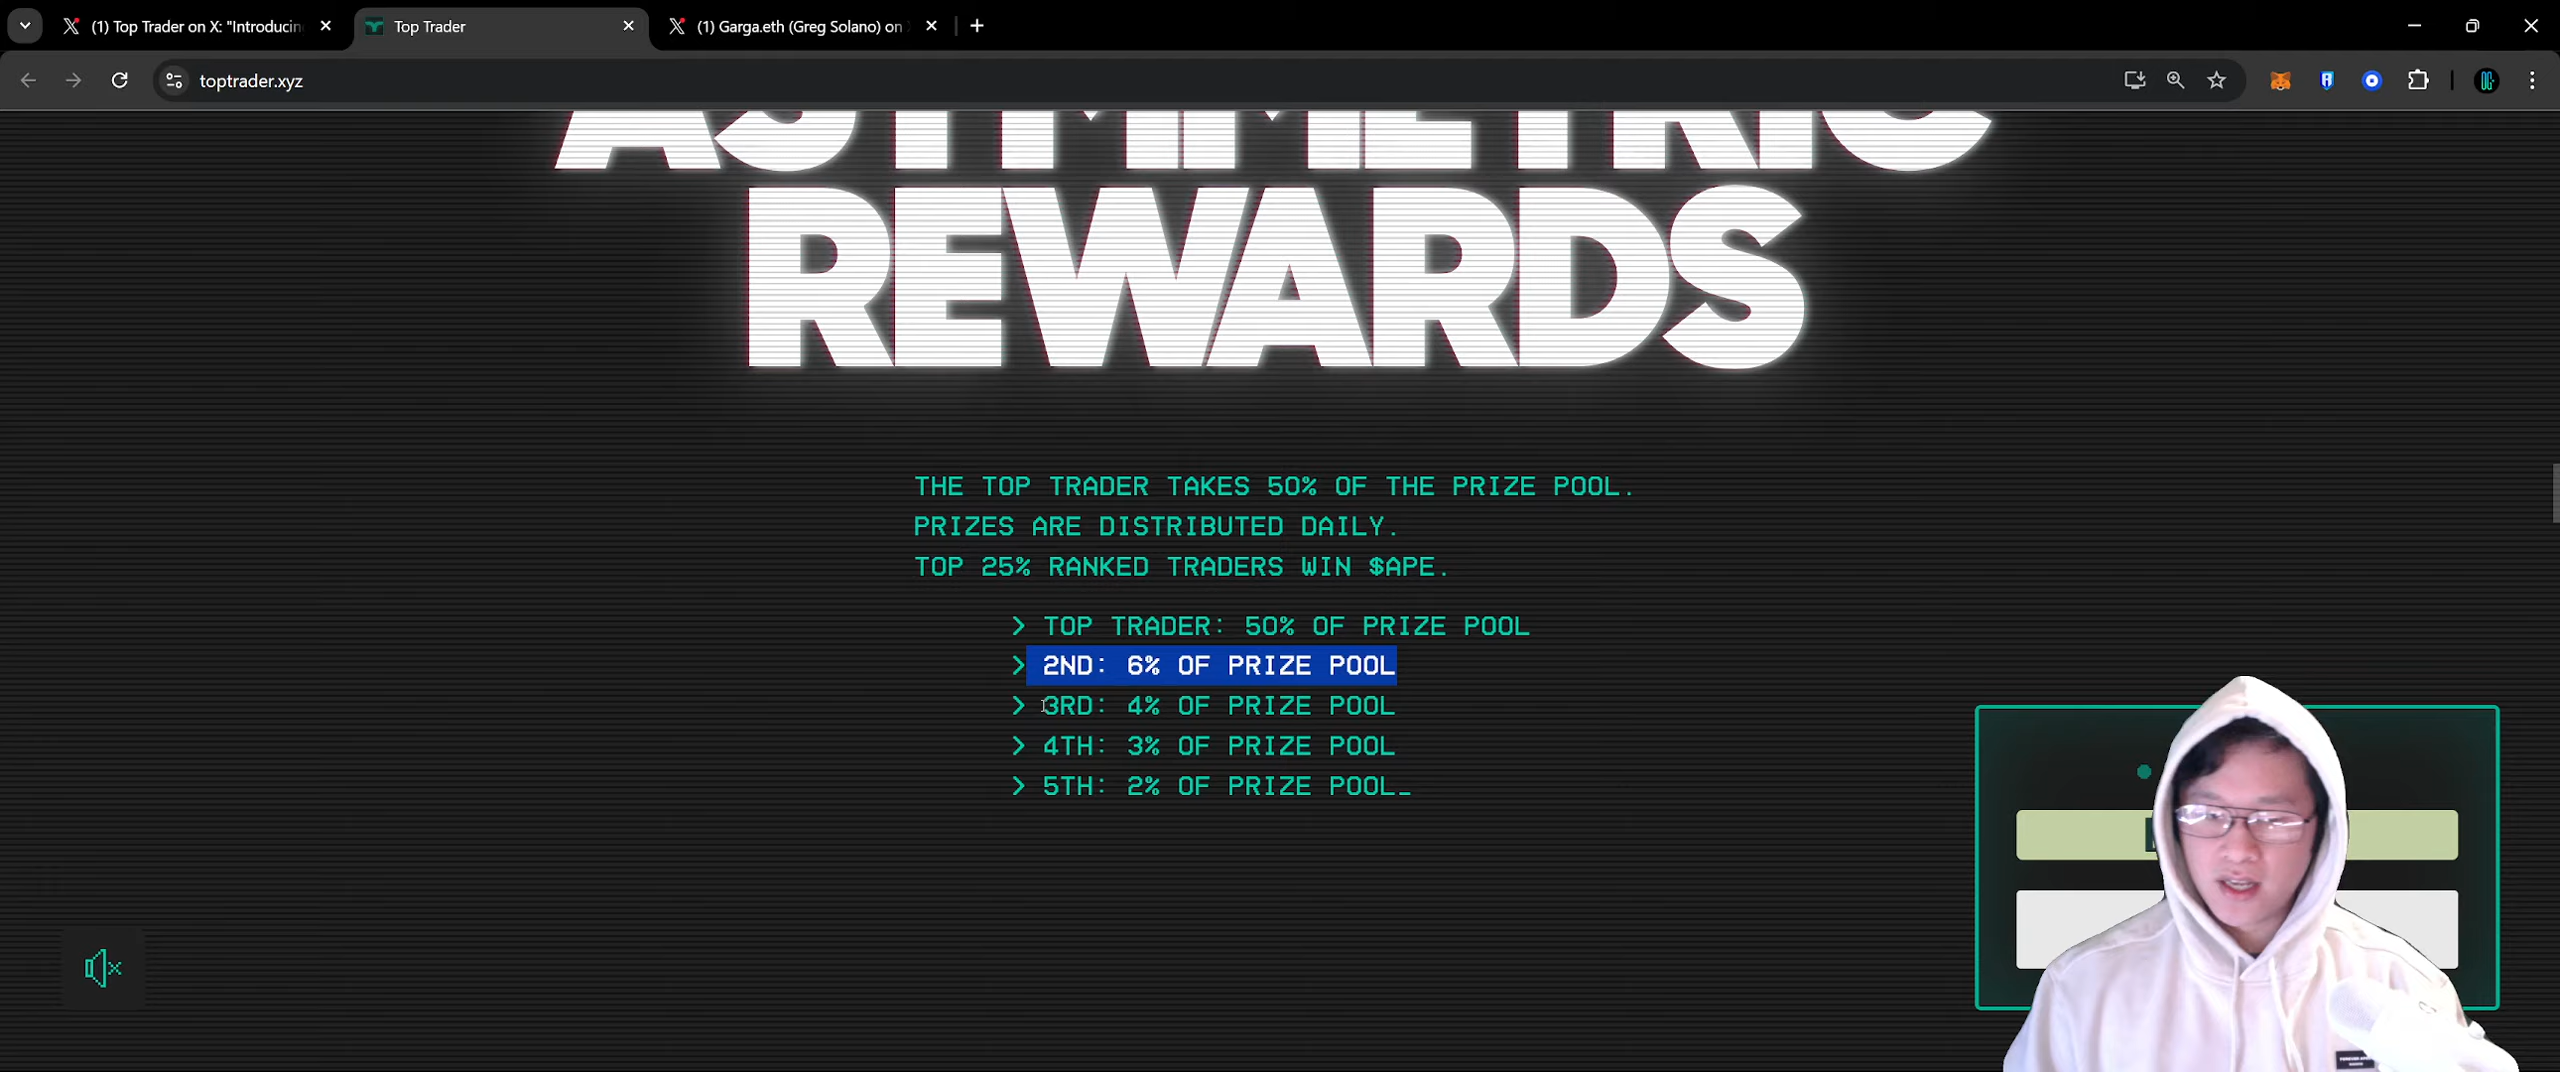 (1) Top Trader on X: "Introducin
Top Trader
(1) Garga.eth (Greg Solano) on
toptrader.xyz
ASYMMETRIC
REWARDS
THE TOP TRADER TAKES 50% OF THE PRIZE POOL.
PRIZES ARE DISTRIBUTED DAILY.
TOP 25% RANKED TRADERS WIN $APE.
> TOP TRADER: 50% OF PRIZE POOL
> 2ND: 6% OF PRIZE POOL
> 3RD: 4% OF PRIZE POOL
> 4TH: 3% OF PRIZE POOL
> 5TH: 2% OF PRIZE POOL_